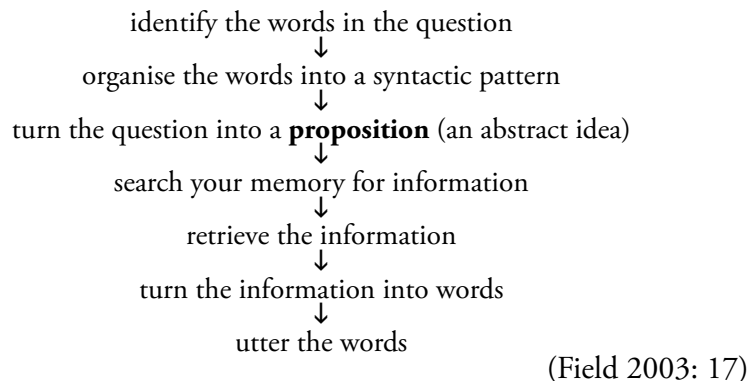 identify the words in the question
↓
organise the words into a syntactic pattern
↓
turn the question into a proposition (an abstract idea)
↓
search your memory for information
↓
retrieve the information
↓
turn the information into words
↓
utter the words
(Field 2003: 17)